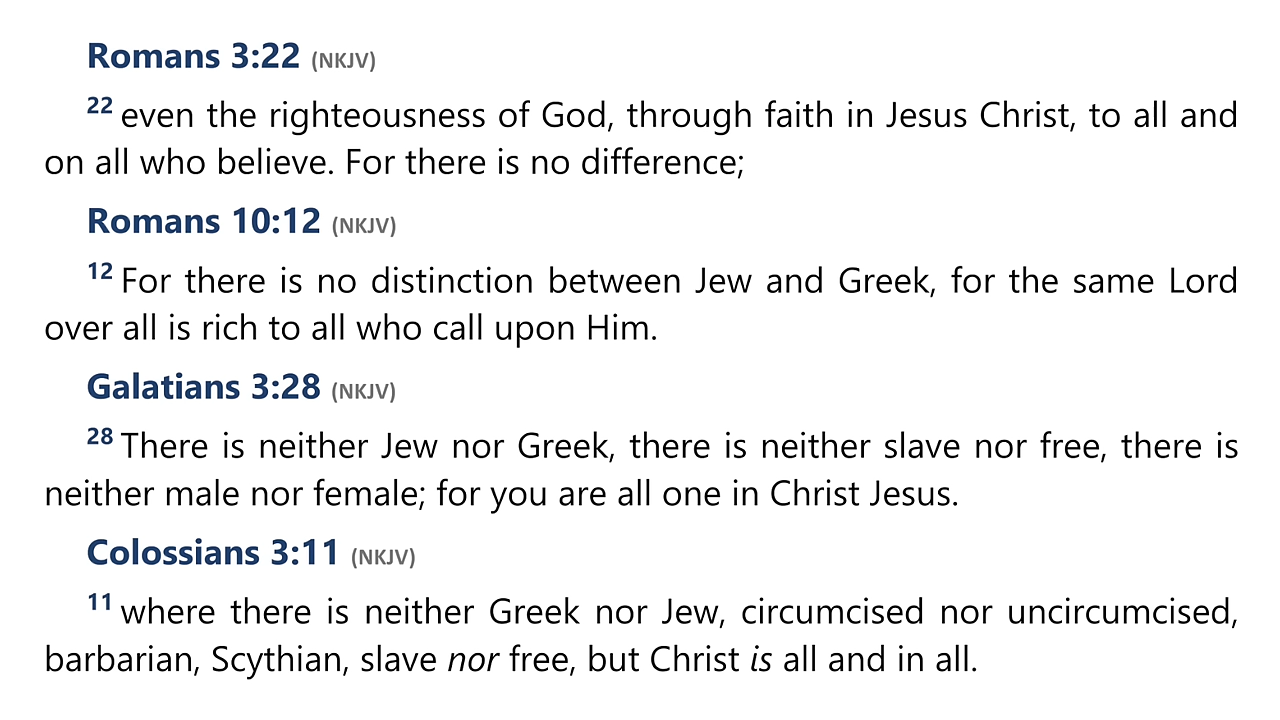 Romans 3:22 (NKJV)
22 even the righteousness of God, through faith in Jesus Christ, to all and
on all who believe. For there is no difference;
Romans 10:12 (NKJV)
12 For there is no distinction between Jew and Greek, for the same Lord
over all is rich to all who call upon Him.
Galatians 3:28 (NKJV)
28 There is neither Jew nor Greek, there is neither slave nor free, there is
neither male nor female; for you are all one in Christ Jesus.
Colossians 3:11 (NKJV)
11 where there is neither Greek nor Jew, circumcised nor uncircumcised,
barbarian, Scythian, slave nor free, but Christ is all and in all.